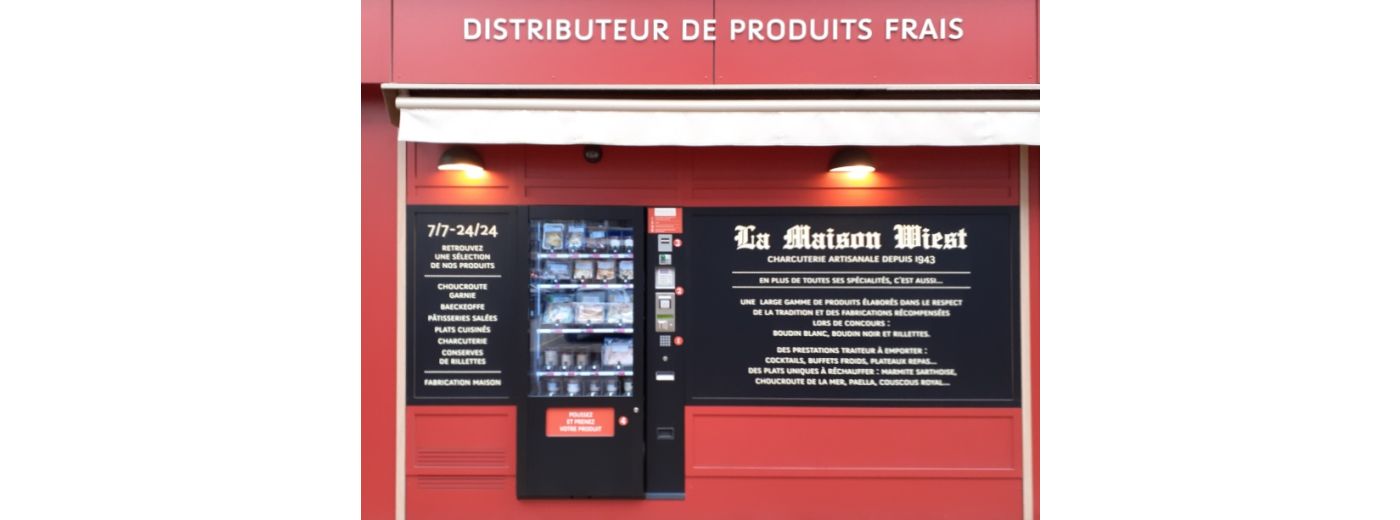 DISTRIBUTEUR DE PRODUITS FRAIS
7/7-24/24
RETROUVEZ
UNE SÉLECTION
DE NOS PRODUITS
CHOUCROUTE
GARNIE
BAECKEOFFE
PÂTISSERIES SALÉES
PLATS CUISINÉS
CHARCUTERIE
CONSERVES
DE RILLETTES
FABRICATION MAISON
3
2
1
POUSSEZ
ET PRENEZ
VOTRE PRODUIT
4
La Maison Wiest
CHARCUTERIE ARTISANALE DEPUIS 1943
EN PLUS DE TOUTES SES SPÉCIALITÉS, C'EST AUSSI...
UNE LARGE GAMME DE PRODUITS ÉLABORÉS DANS LE RESPECT
DE LA TRADITION ET DES FABRICATIONS RÉCOMPENSÉES
LORS DE CONCOURS :
BOUDIN BLANC, BOUDIN NOIR ET RILLETTES.
DES PRESTATIONS TRAITEUR À EMPORTER :
COCKTAILS, BUFFETS FROIDS, PLATEAUX REPAS...
DES PLATS UNIQUES À RÉCHAUFFER : MARMITE SARTHOISE,
CHOUCROUTE DE LA MER, PAELLA, COUSCOUS ROYAL...